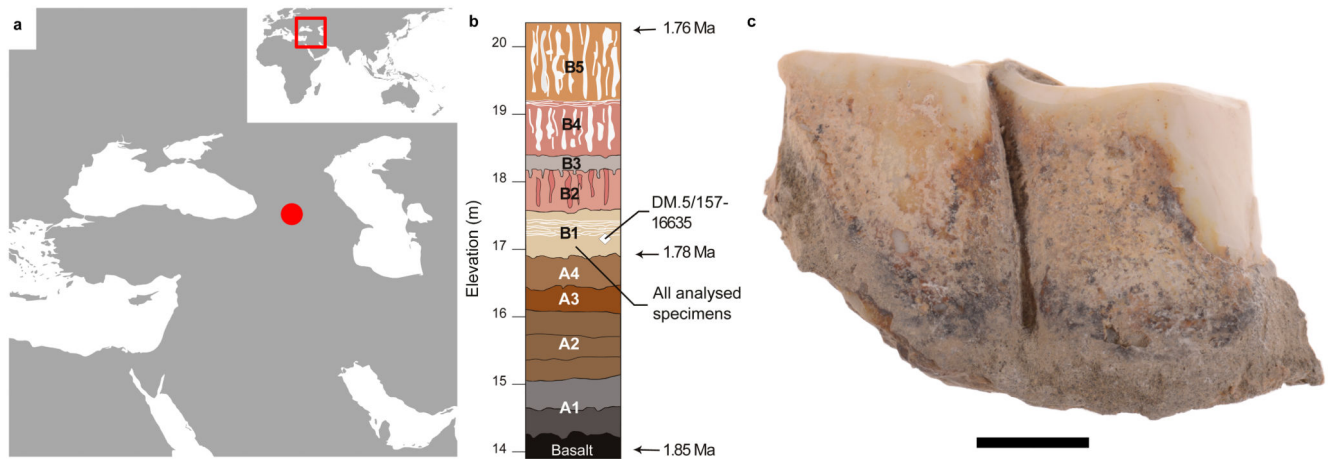 a
b
c
Elevation (m)
20
19
18
17
16
15
14
B5
B4
B3
B2
B1
A4
A3
A2
A1
Basalt
1.76 Ma
DM.5/157-
16635
1.78 Ma
All analysed
specimens
1.85 Ma